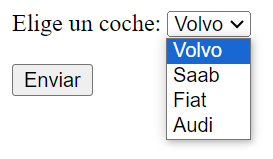 Elige un coche: Volvo
Volvo
Saab
Enviar
Fiat
Audi